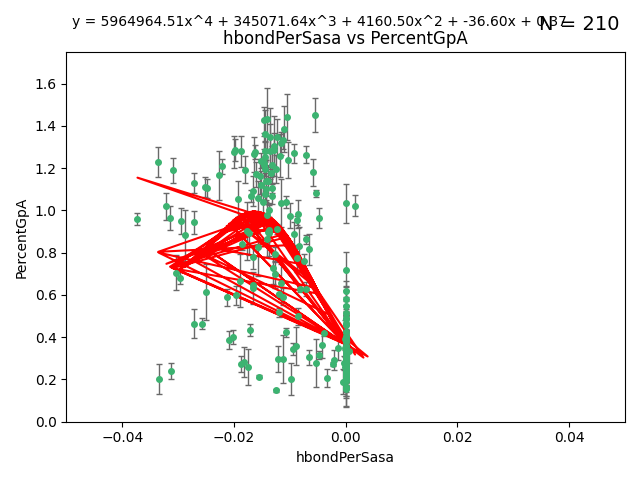 y = 5964964.51x^4 + 345071.64x^3 + 4160.50x^2 + -36.60x + 0.37
N = 210
hbondPerSasa vs PercentGpA
PercentGpA
1.6
1.4
1.2
1.0
0.8
0.6
0.4
0.2
0.0
−0.04 −0.02 0.00 0.02 0.04
hbondPerSasa